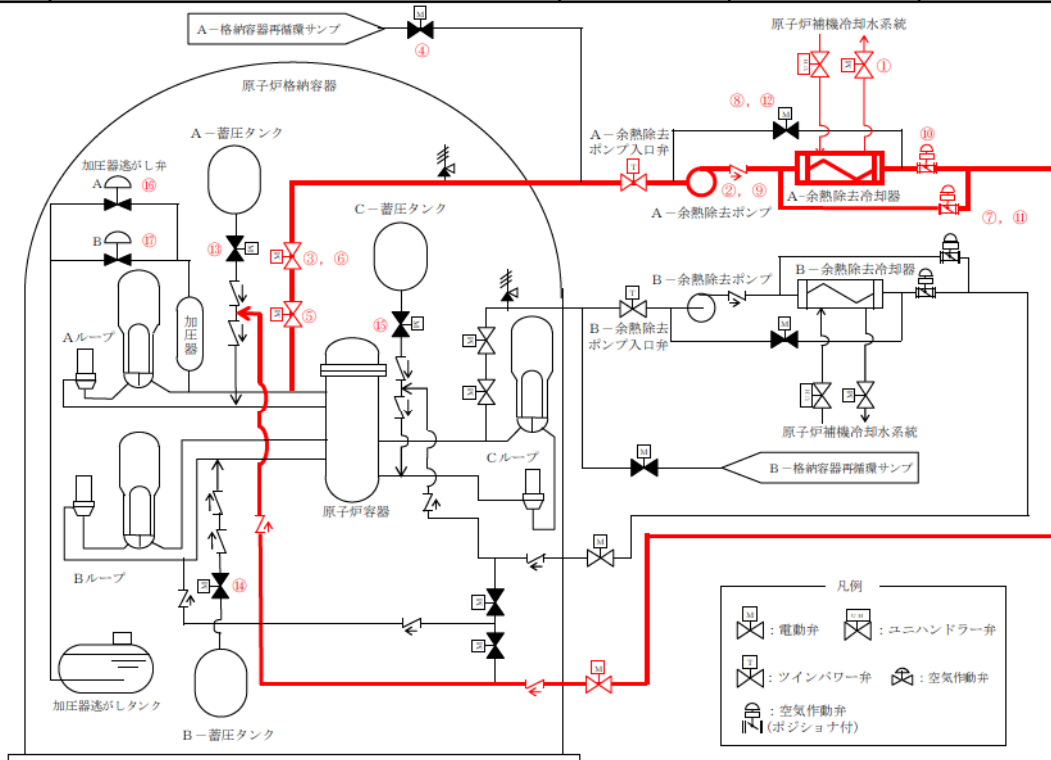 A－格納容器再循環サンプ
M
④
原子炉補機冷却水系統
UH
M
①
原子炉格納容器
⑧，⑫
M
A－蓄圧タンク
A－余熱除去
ポンプ入口弁
⑩
加圧器逃がし弁
A
⑯
T
②，⑨
A-余熱除去冷却器
C－蓄圧タンク
A－余熱除去ポンプ
⑦，⑪
B
⑰
⑬
M
M
③，⑥
B－余熱除去ポンプ
B－余熱除去冷却器
T
M
⑤
⑮
M
加圧器
Aループ
M
B－余熱除去
ポンプ入口弁
M
M
UH
M
原子炉補機冷却水系統
Cループ
M
B－格納容器再循環サンプ
原子炉容器
M
Bループ
M
⑭
凡例
M
：電動弁
UH
：ユニハンドラー弁
M
M
M
T
：ツインパワー弁
：空気作動弁
加圧器逃がしタンク
：空気作動弁
(ポジショナ付)
B－蓄圧タンク